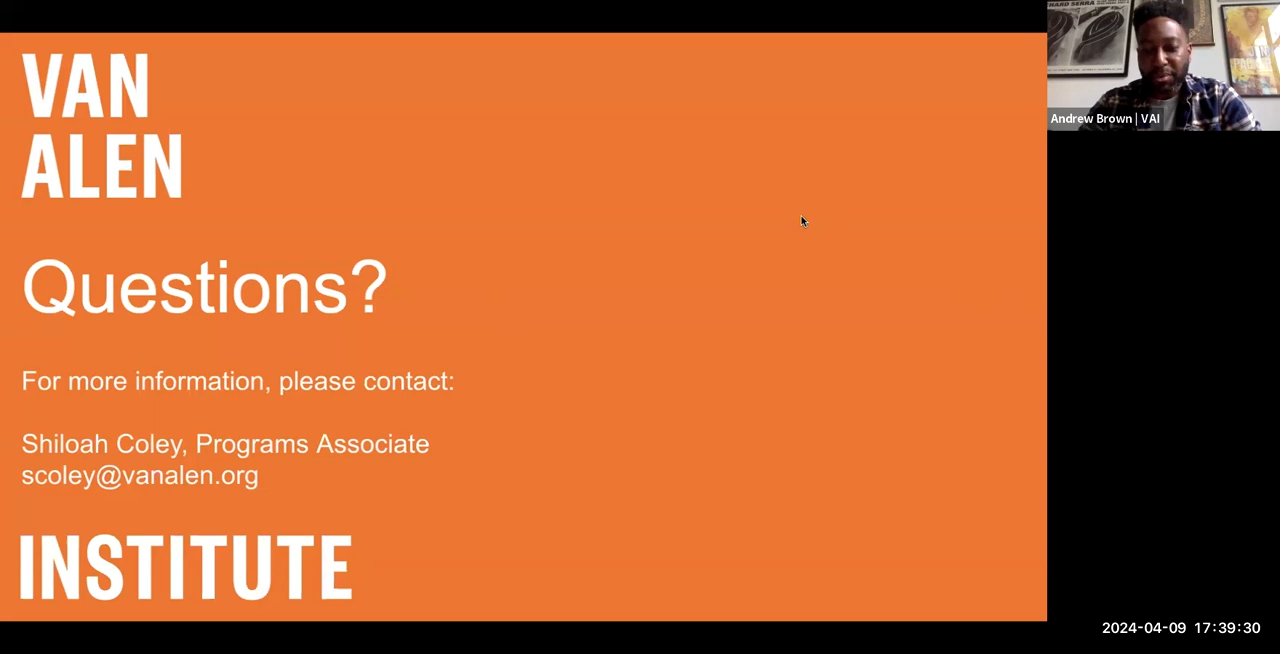 VAN
ALEN
Questions?
For more information, please contact:
Shiloah Coley, Programs Associate
scoley@vanalen.org
INSTITUTE
Andrew Brown | VAI
2024-04-09 17:39:30